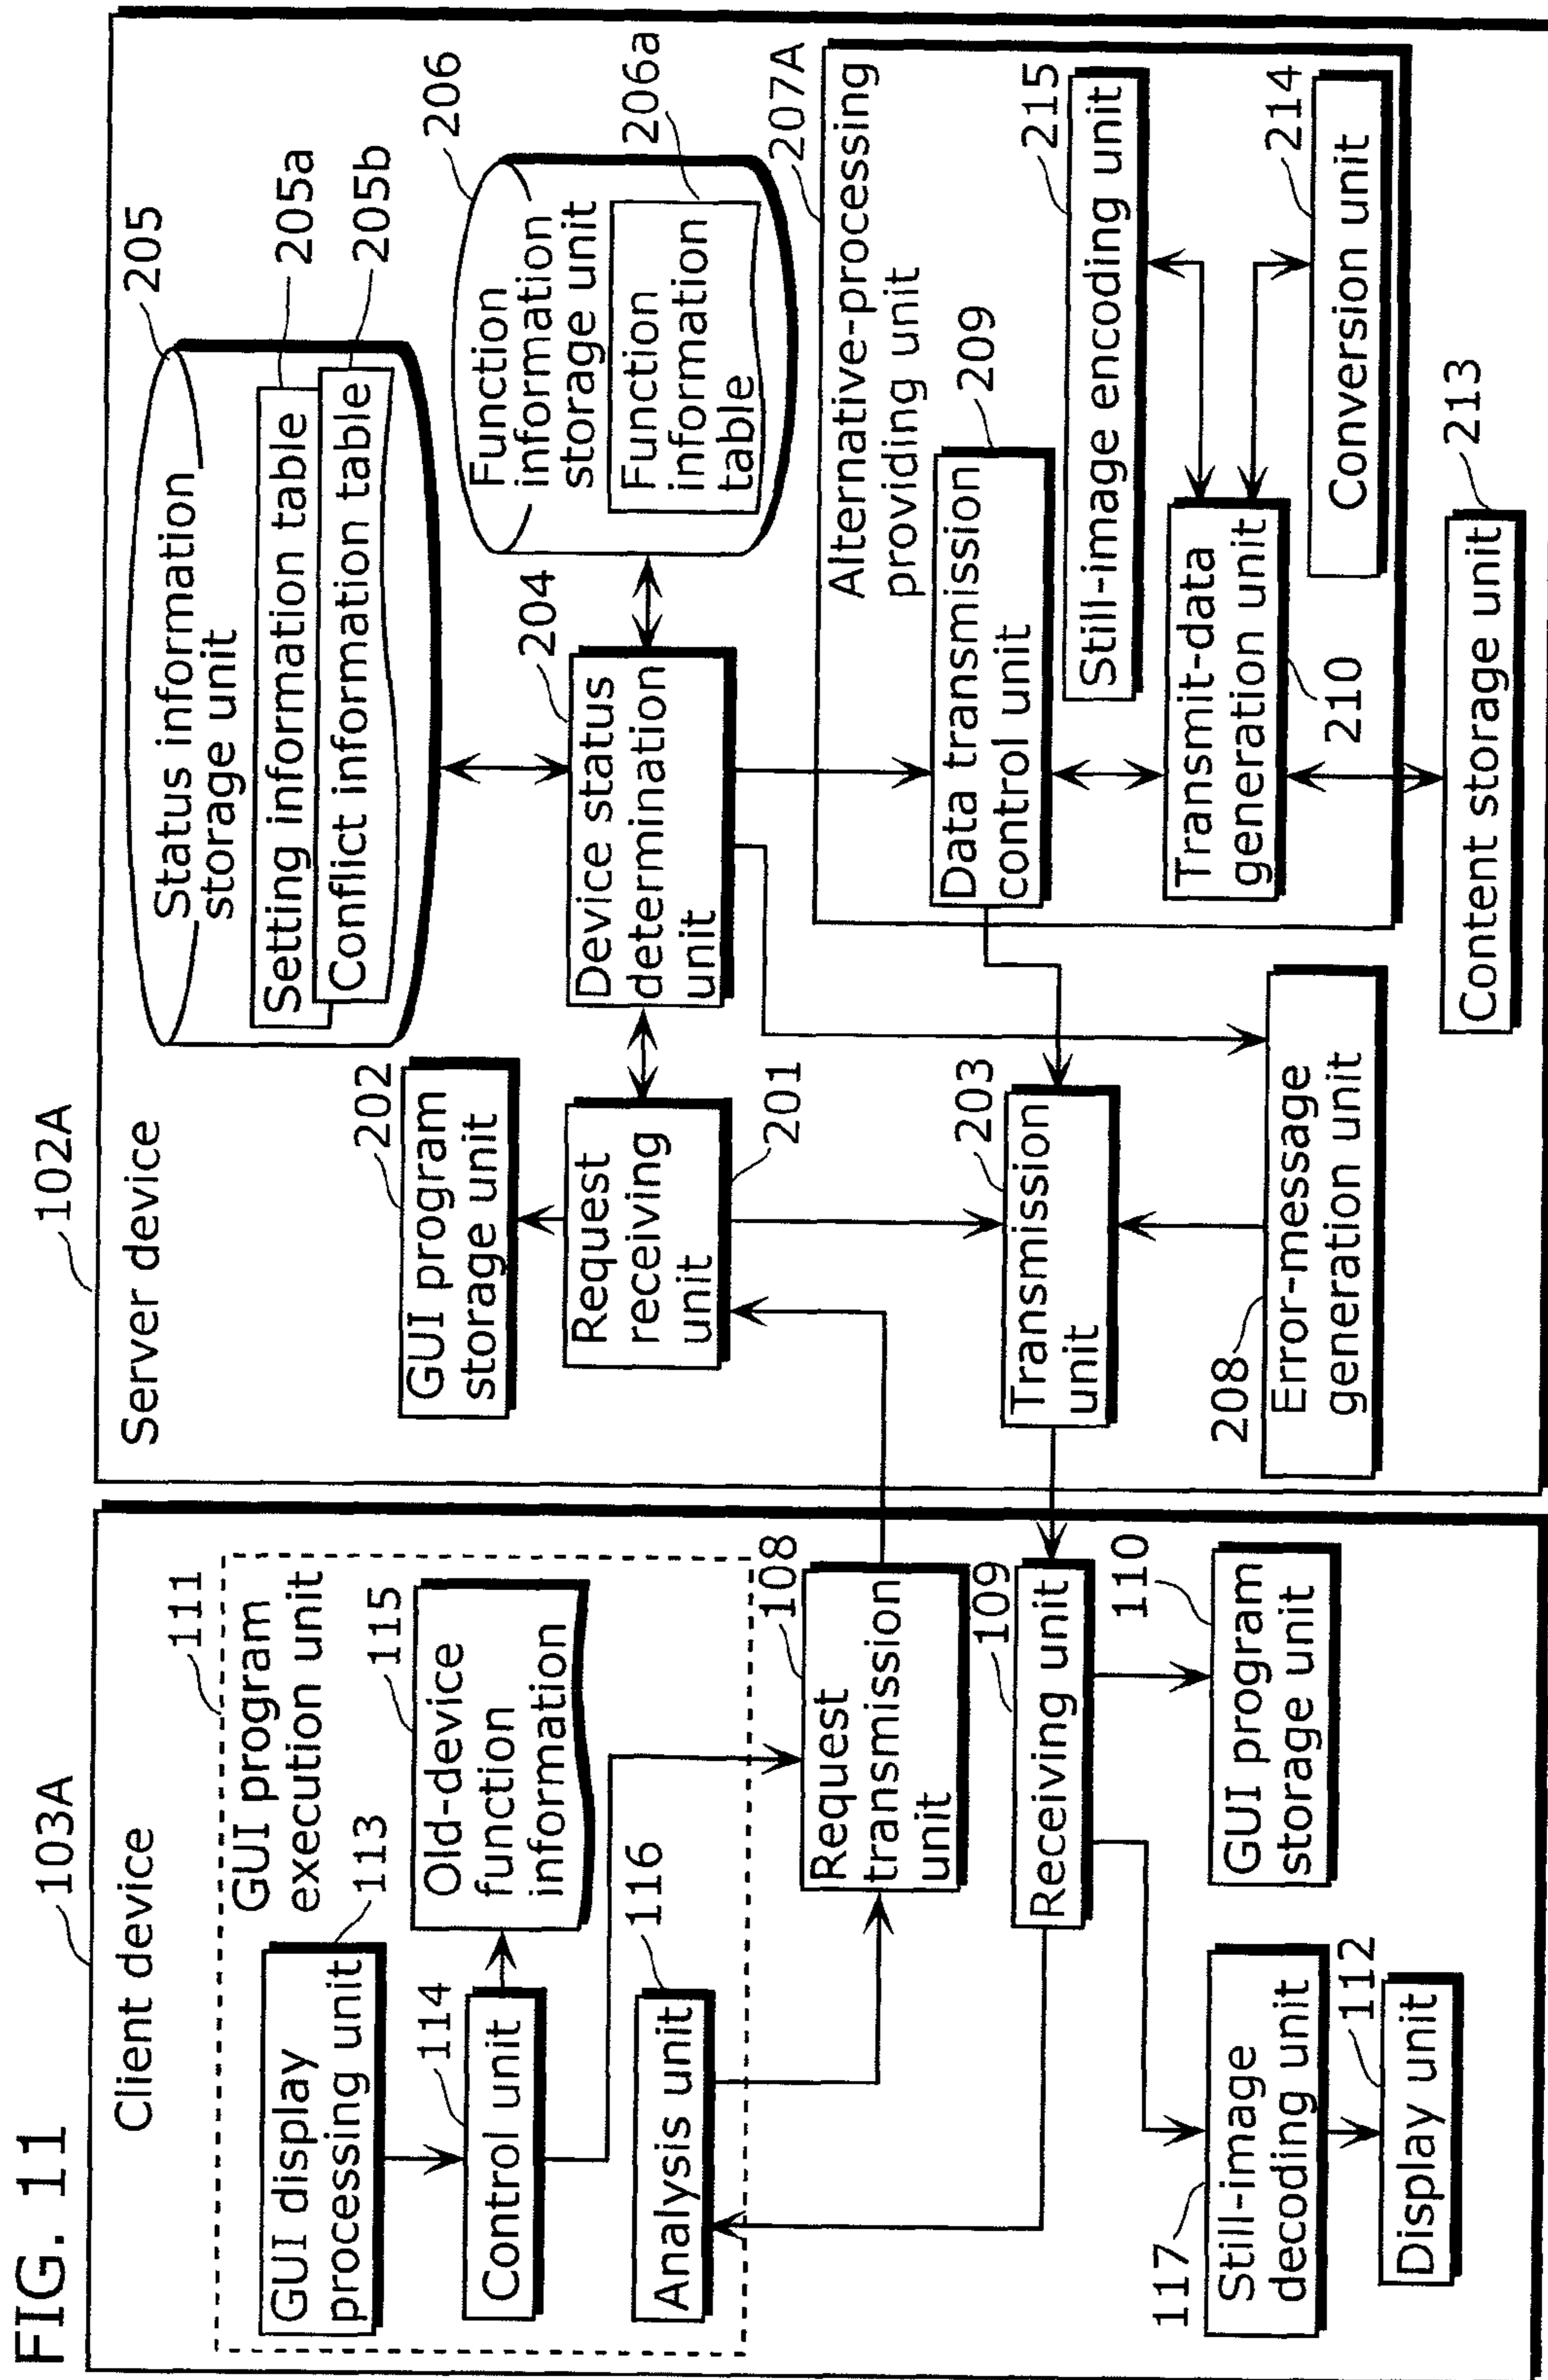 FIG. 11
103A
Client device
111
GUI program
execution unit
113
GUI display
processing unit
115
Old-device
function
information
114
Control unit
116
Analysis unit
108
Request
transmission
unit
109
Receiving unit
110
GUI program
storage unit
117
Still-image
decoding unit
112
Display unit
102A
Server device
205
Status information
storage unit
205a
Setting information table
205b
Conflict information table
202
GUI program
storage unit
206
Function
information
storage unit
206a
Function
information
table
204
Device status
determination
unit
201
Request
receiving
unit
207A
Alternative-processing
providing unit
209
Data transmission
control unit
203
Transmission
unit
215
Still-image encoding unit
210
Transmit-data
generation unit
214
Conversion unit
208
Error-message
generation unit
213
Content storage unit